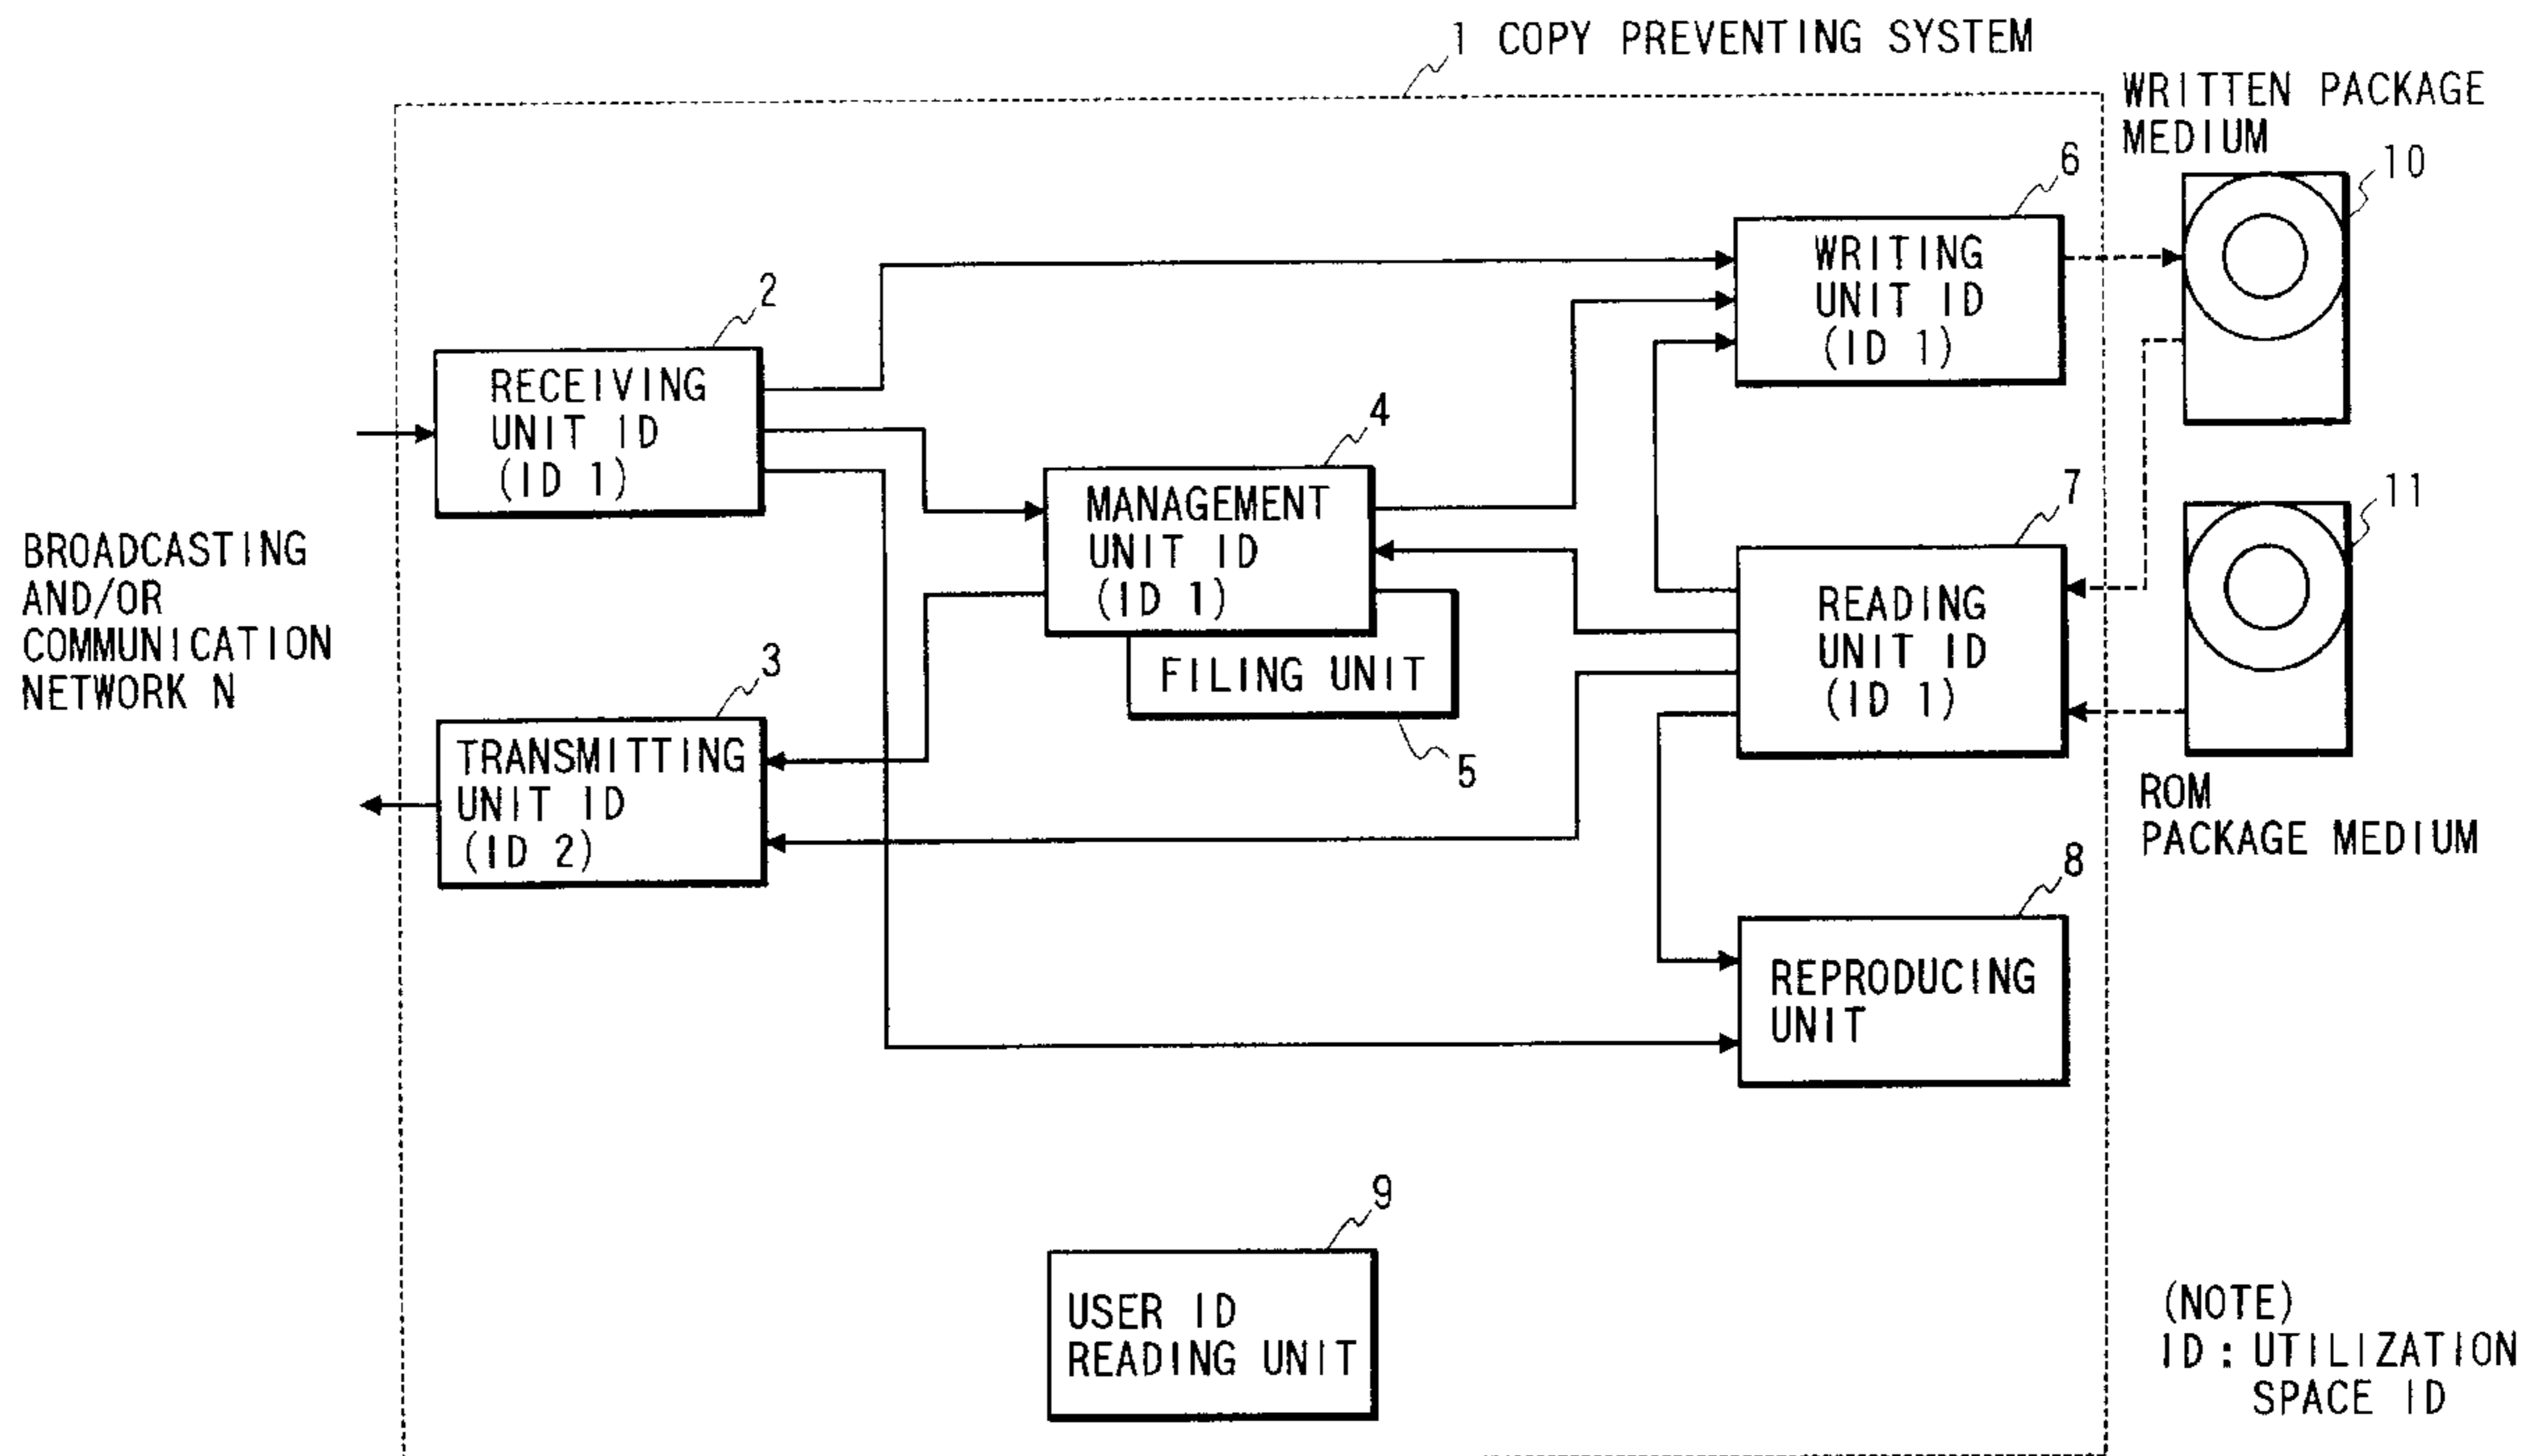 1 COPY PREVENTING SYSTEM
WRITTEN PACKAGE
MEDIUM
10
6
WRITING
UNIT ID
(ID 1)
2
RECEIVING
UNIT ID
(ID 1)
4
MANAGEMENT
UNIT ID
(ID 1)
FILING UNIT
5
7
READING
UNIT ID
(ID 1)
11
BROADCASTING
AND/OR
COMMUNICATION
NETWORK N
3
TRANSMITTING
UNIT ID
(ID 2)
ROM
PACKAGE MEDIUM
8
REPRODUCING
UNIT
9
USER ID
READING UNIT
(NOTE)
ID : UTILIZATION
SPACE ID